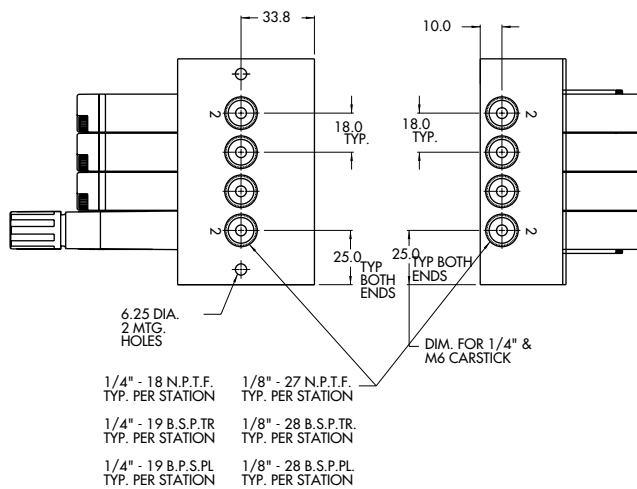 33.8
10.0
2
2
18.0
TYP.
18.0
TYP.
2
2
25.0
TYP
BOTH
ENDS
25.0
TYP BOTH
ENDS
6.25 DIA.
2 MTG.
HOLES
DIM. FOR 1/4" &
M6 CARSTICK
1/4" - 18 N.P.T.F.
TYP. PER STATION
1/8" - 27 N.P.T.F.
TYP. PER STATION
1/4" - 19 B.S.P.TR
TYP. PER STATION
1/8" - 28 B.S.P.TR.
TYP. PER STATION
1/4" - 19 B.P.S.PL
TYP. PER STATION
1/8" - 28 B.S.P.PL.
TYP. PER STATION